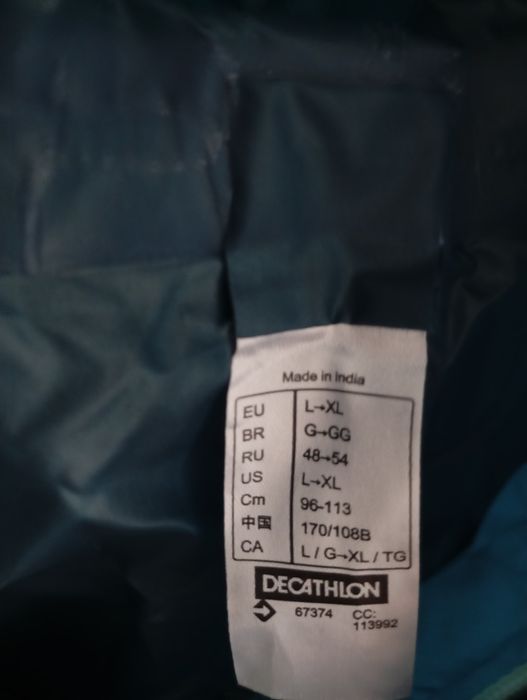 Made in India
EU L→XL
BR G→GG
RU 48→54
US L→XL
Cm 96-113
中国 170/108B
CA L / G→XL / TG
DECATHLON
67374 CC:
113992